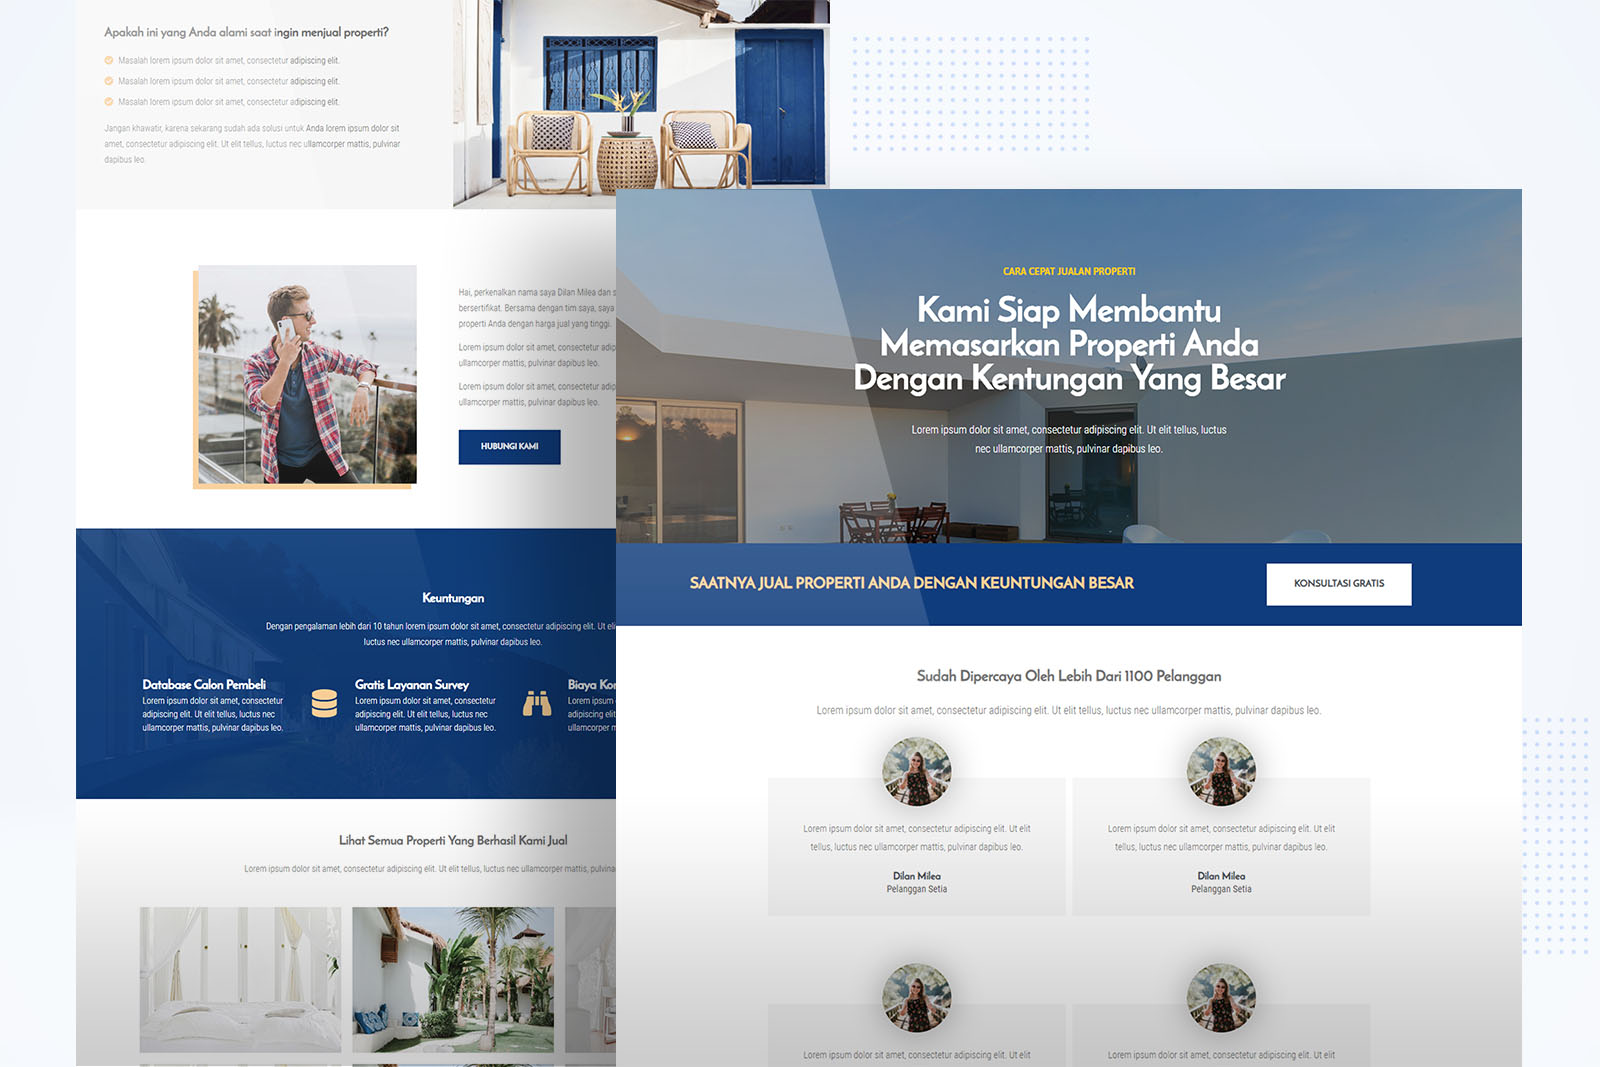 Apakah ini yang Anda alami saat ingin menjual properti?
Masalah lorem ipsum dolor sit amet, consectetur adipiscing elit.
Masalah lorem ipsum dolor sit amet, consectetur adipiscing elit.
Masalah lorem ipsum dolor sit amet, consectetur adipiscing elit.
Jangan khawatir, karena sekarang sudah ada solusi untuk Anda lorem ipsum dolor sit
amet, consectetur adipiscing elit. Ut elit tellus, luctus nec ullamcorper mattis, pulvinar
dapibus leo.
Hai, perkenalkan nama saya Dilan Milea dan
bersertifikat. Bersama dengan tim saya, saya
properti Anda dengan harga jual yang tinggi.
Lorem ipsum dolor sit amet, consectetur
ullamcorper mattis, pulvinar dapibus leo.
Lorem ipsum dolor sit amet, consectetur
ullamcorper mattis, pulvinar dapibus leo.
HUBUNGI KAMI
Keuntungan
Dengan pengalaman lebih dari 10 tahun lorem ipsum dolor sit amet, consectetur adipiscing elit. Ut
luctus nec ullamcorper mattis, pulvinar dapibus leo.
Database Calon Pembeli
Lorem ipsum dolor sit amet, consectetur
adipiscing elit. Ut elit tellus, luctus nec
ullamcorper mattis, pulvinar dapibus leo.
Gratis Layanan Survey
Lorem ipsum dolor sit amet, consectetur
adipiscing elit. Ut elit tellus, luctus nec
ullamcorper mattis, pulvinar dapibus leo.
Biaya
Lorem ipsum
adipiscing
Lihat Semua Properti Yang Berhasil Kami Jual
Lorem ipsum dolor sit amet, consectetur adipiscing elit. Ut elit tellus, luctus nec ullamcorper mattis, pulvinar
CARA CEPAT JUALAN PROPERTI
Kami Siap Membantu
Memasarkan Properti Anda
Dengan Kentungan Yang Besar
Lorem ipsum dolor sit amet, consectetur adipiscing elit. Ut elit tellus, luctus
nec ullamcorper mattis, pulvinar dapibus leo.
SAATNYA JUAL PROPERTI ANDA DENGAN KEUNTUNGAN BESAR
KONSULTASI GRATIS
Sudah Dipercaya Oleh Lebih Dari 1100 Pelanggan
Lorem ipsum dolor sit amet, consectetur adipiscing elit. Ut elit tellus, luctus nec ullamcorper mattis, pulvinar dapibus leo.
Lorem ipsum dolor sit amet, consectetur adipiscing elit. Ut elit
tellus, luctus nec ullamcorper mattis, pulvinar dapibus leo.
Dilan Milea
Pelanggan Setia
Lorem ipsum dolor sit amet, consectetur adipiscing elit. Ut elit
tellus, luctus nec ullamcorper mattis, pulvinar dapibus leo.
Dilan Milea
Pelanggan Setia
Lorem ipsum dolor sit amet, consectetur adipiscing elit. Ut elit
Lorem ipsum dolor sit amet, consectetur adipiscing elit. Ut elit